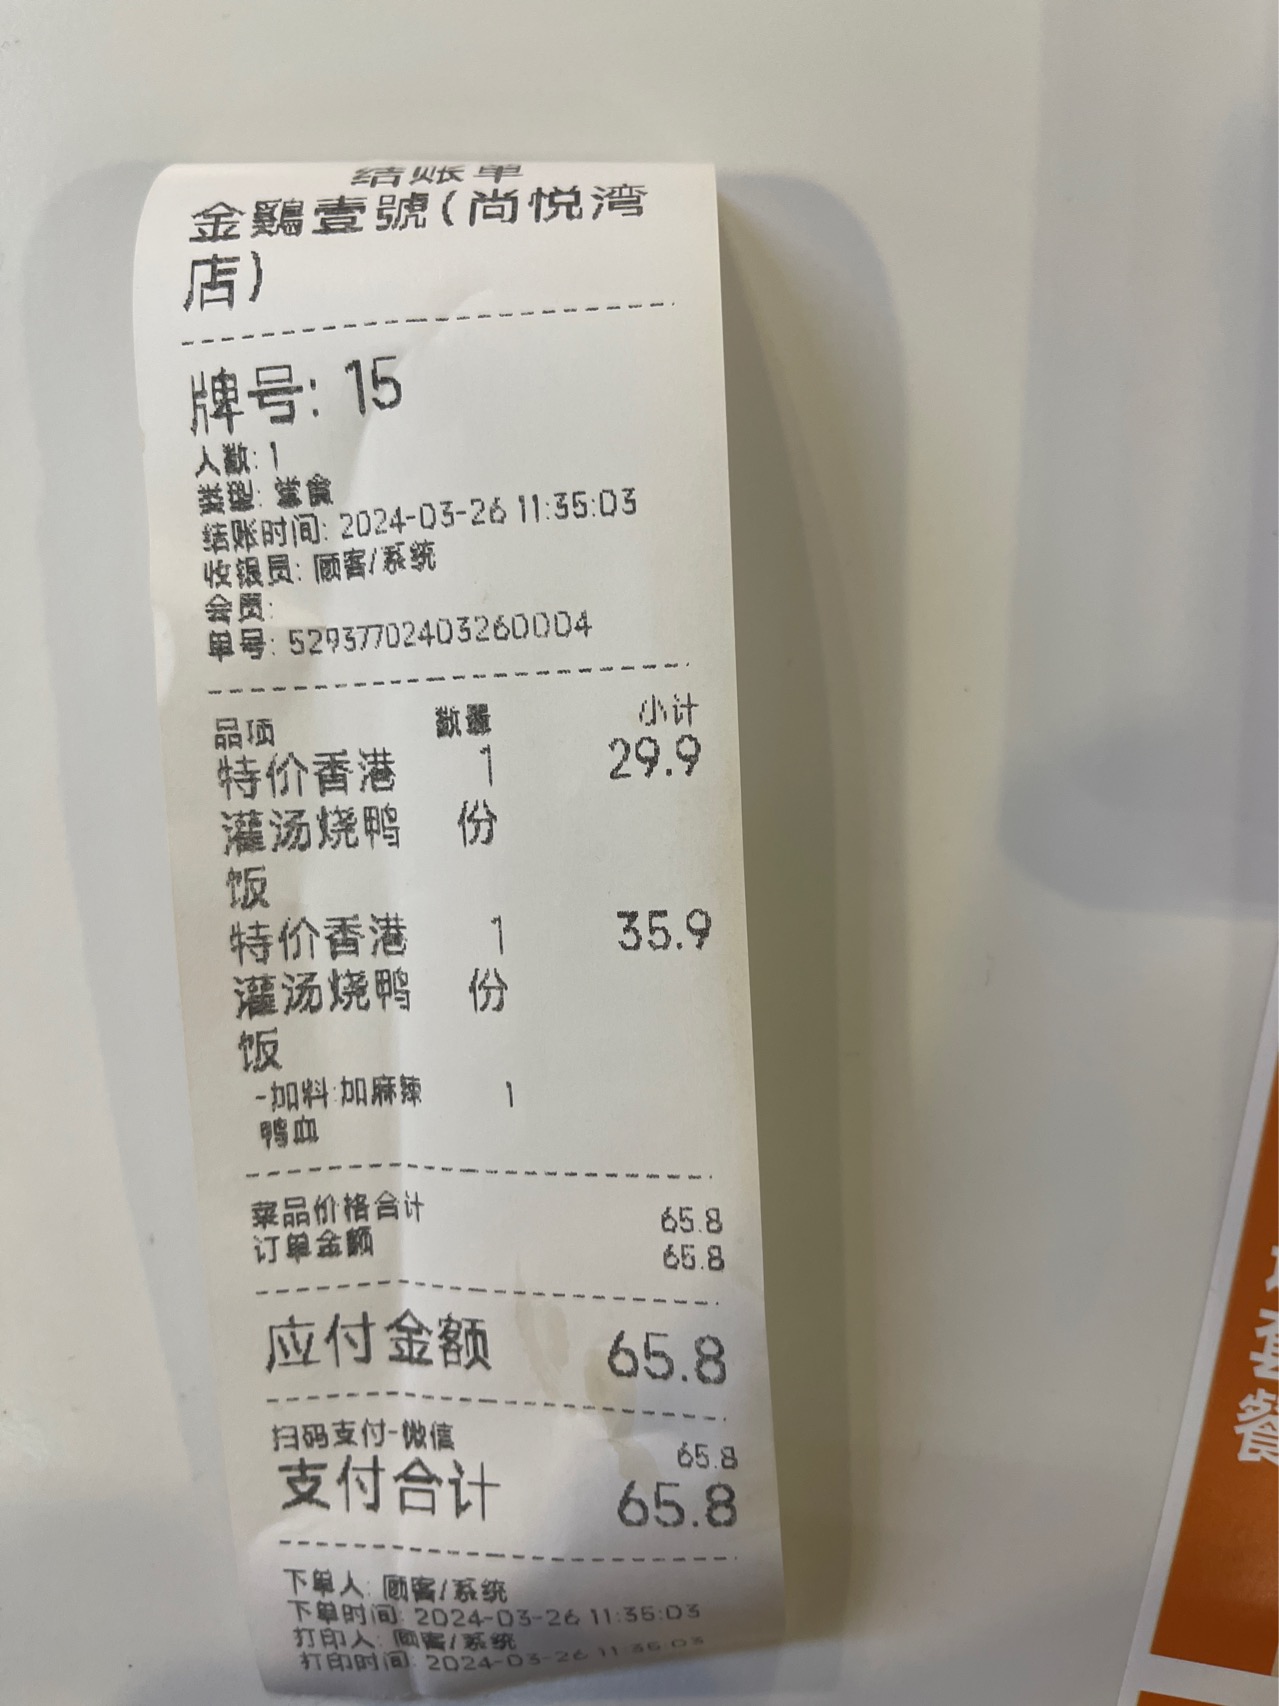 结账单
金鷄壹號(尚悦湾
店)
牌号: 15
人数: 1
类型: 堂食
结账时间: 2024-03-26 11:35:03
收银员: 顾客/系统
会员:
单号: 52937702403260004
品项 数量 小计
特价香港 1 29.9
灌汤烧鸭 份
饭
特价香港 1 35.9
灌汤烧鸭 份
饭
-加料:加麻辣 1
鸭血
菜品价格合计 65.8
订单金额 65.8
应付金额 65.8
扫码支付-微信 65.8
支付合计 65.8
下单人: 顾客/系统
下单时间: 2024-03-26 11:35:03
打印人: 顾客/系统
打印时间: 2024-03-26 11:35:03
套
餐